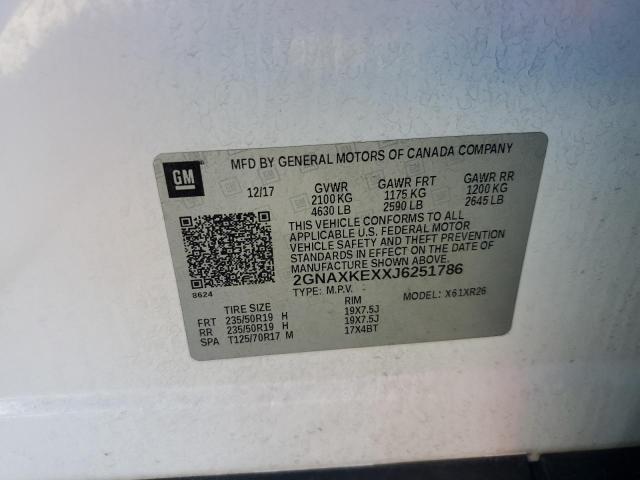 MFD BY GENERAL MOTORS OF CANADA COMPANY
GM
12/17 GVWR GAWR FRT GAWR RR
2100 KG 1175 KG 1200 KG
4630 LB 2590 LB 2645 LB
THIS VEHICLE CONFORMS TO ALL
APPLICABLE U.S. FEDERAL MOTOR
VEHICLE SAFETY AND THEFT PREVENTION
STANDARDS IN EFFECT ON THE DATE OF
MANUFACTURE SHOWN ABOVE.
2GNAXKEXXJ6251786
8624
TYPE: M.P.V. MODEL: X61XR26
TIRE SIZE RIM
FRT 235/50R19 H 19X7.5J
RR 235/50R19 H 19X7.5J
SPA T125/70R17 M 17X4BT